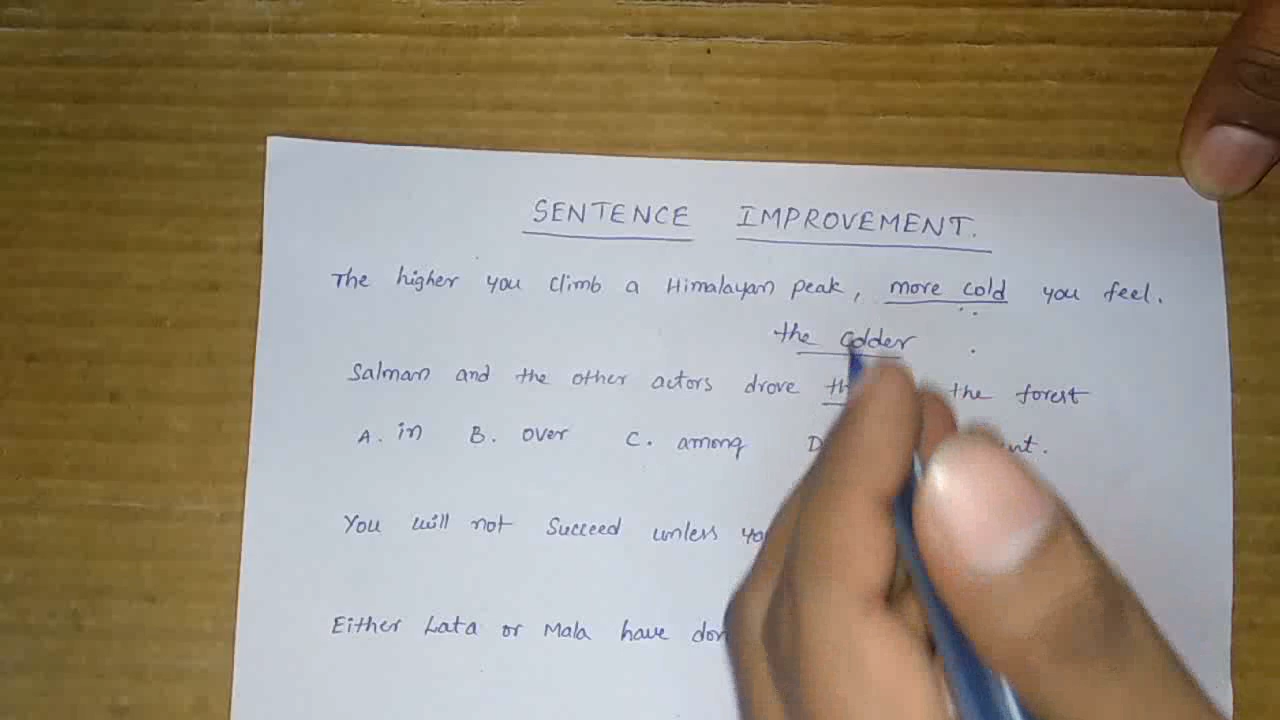 SENTENCE IMPROVEMENT.
The higher you climb a Himalayan peak, more cold you feel.
the colder
Salman and the other actors drove the forest
A. in B. over C. among D
You will not succeed unless
Either Lata or Mala have